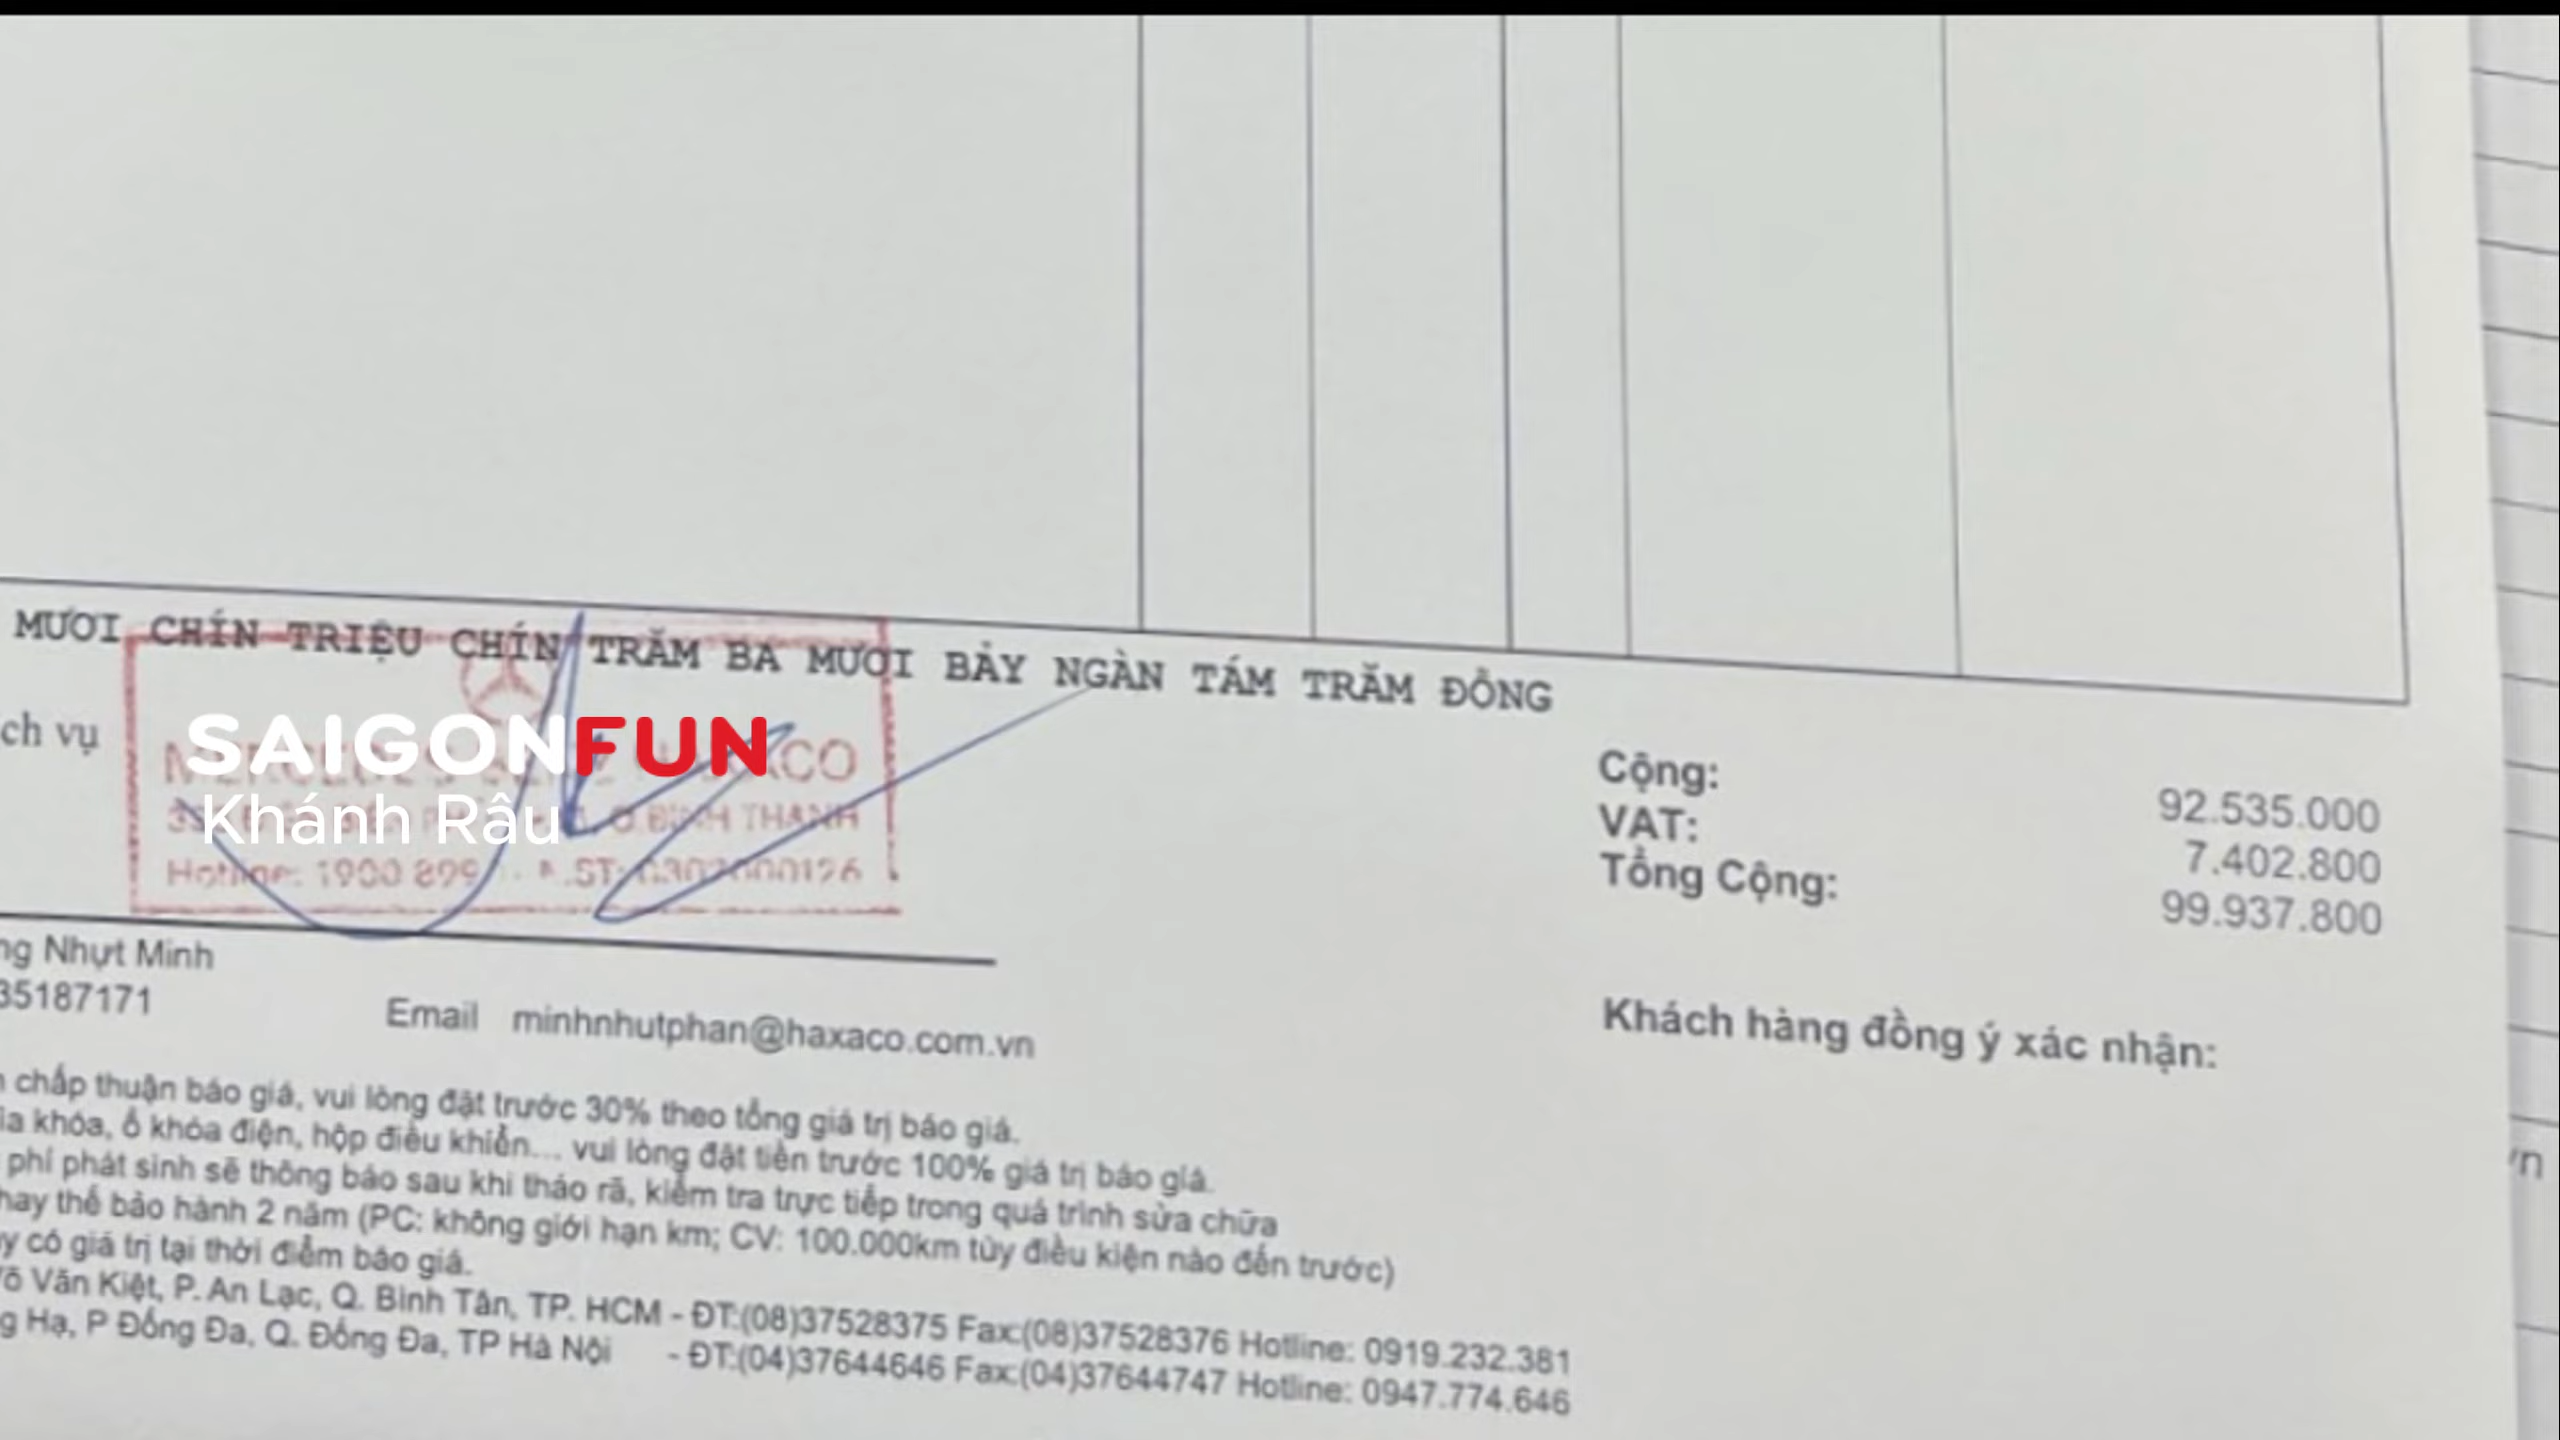 MƯƠI CHÍN TRIỆU CHÍN TRĂM BA MƯƠI BẢY NGÀN TÁM TRĂM ĐỒNG
ch vụ
SAIGONFUN
Khánh Râu
CO
Q.BÌNH THẠNH
Hotline: 1900 899
Cộng: 92.535.000
VAT: 7.402.800
Tổng Cộng: 99.937.800
ng Nhựt Minh
35187171
Email minhnhutphan@haxaco.com.vn
Khách hàng đồng ý xác nhận:
chấp thuận báo giá, vui lòng đặt trước 30% theo tổng giá trị báo giá.
ìa khóa, ổ khóa điện, hộp điều khiển... vui lòng đặt tiền trước 100% giá trị báo giá.
phí phát sinh sẽ thông báo sau khi tháo rã, kiểm tra trực tiếp trong quá trình sửa chữa
hay thế bảo hành 2 năm (PC: không giới hạn km; CV: 100.000km tùy điều kiện nào đến trước)
y có giá trị tại thời điểm báo giá.
Võ Văn Kiệt, P. An Lạc, Q. Bình Tân, TP. HCM - ĐT:(08)37528375 Fax:(08)37528376 Hotline: 0919.232.381
g Hạ, P Đống Đa, Q. Đống Đa, TP Hà Nội - ĐT:(04)37644646 Fax:(04)37644747 Hotline: 0947.774.646
vn